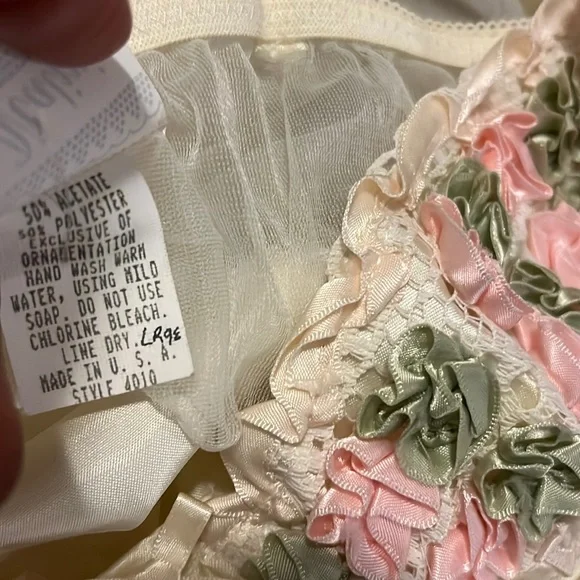 50% ACETATE
50% POLYESTER
EXCLUSIVE OF
ORNAMENTATION
HAND WASH WARM
WATER, USING MILD
SOAP. DO NOT USE
CHLORINE BLEACH.
LINE DRY. LRGE
MADE IN U. S. A.
STYLE 4010